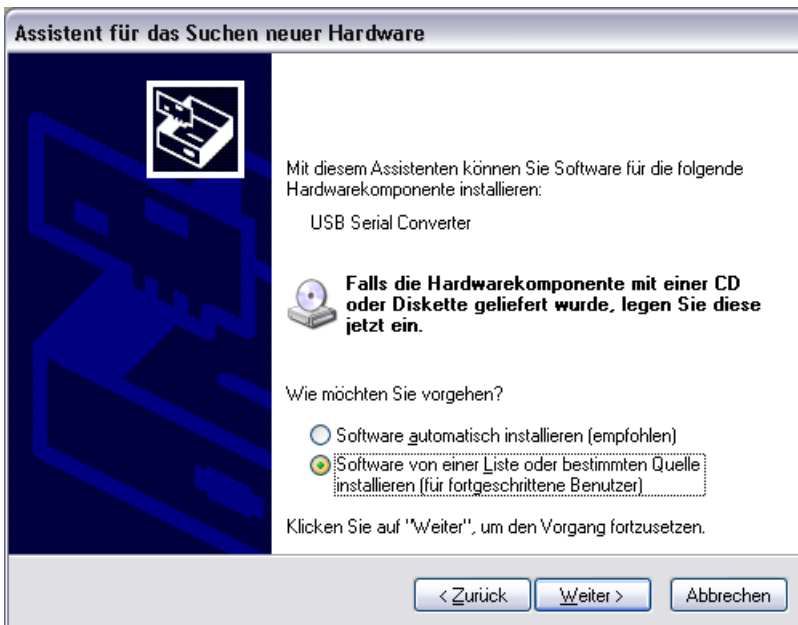 Assistent für das Suchen neuer Hardware
Mit diesem Assistenten können Sie Software für die folgende
Hardwarekomponente installieren:
USB Serial Converter
Falls die Hardwarekomponente mit einer CD
oder Diskette geliefert wurde, legen Sie diese
jetzt ein.
Wie möchten Sie vorgehen?
Software automatisch installieren (empfohlen)
Software von einer Liste oder bestimmten Quelle
installieren (für fortgeschrittene Benutzer)
Klicken Sie auf "Weiter", um den Vorgang fortzusetzen.
< Zurück Weiter > Abbrechen